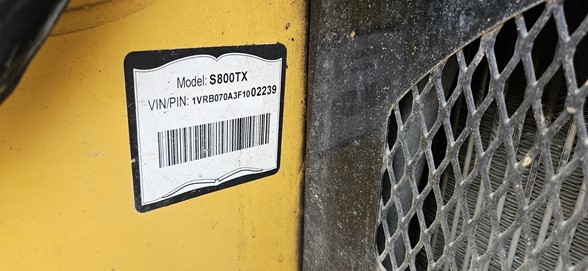 Model: S800TX
VIN/PIN: 1VRB070A3F1002239